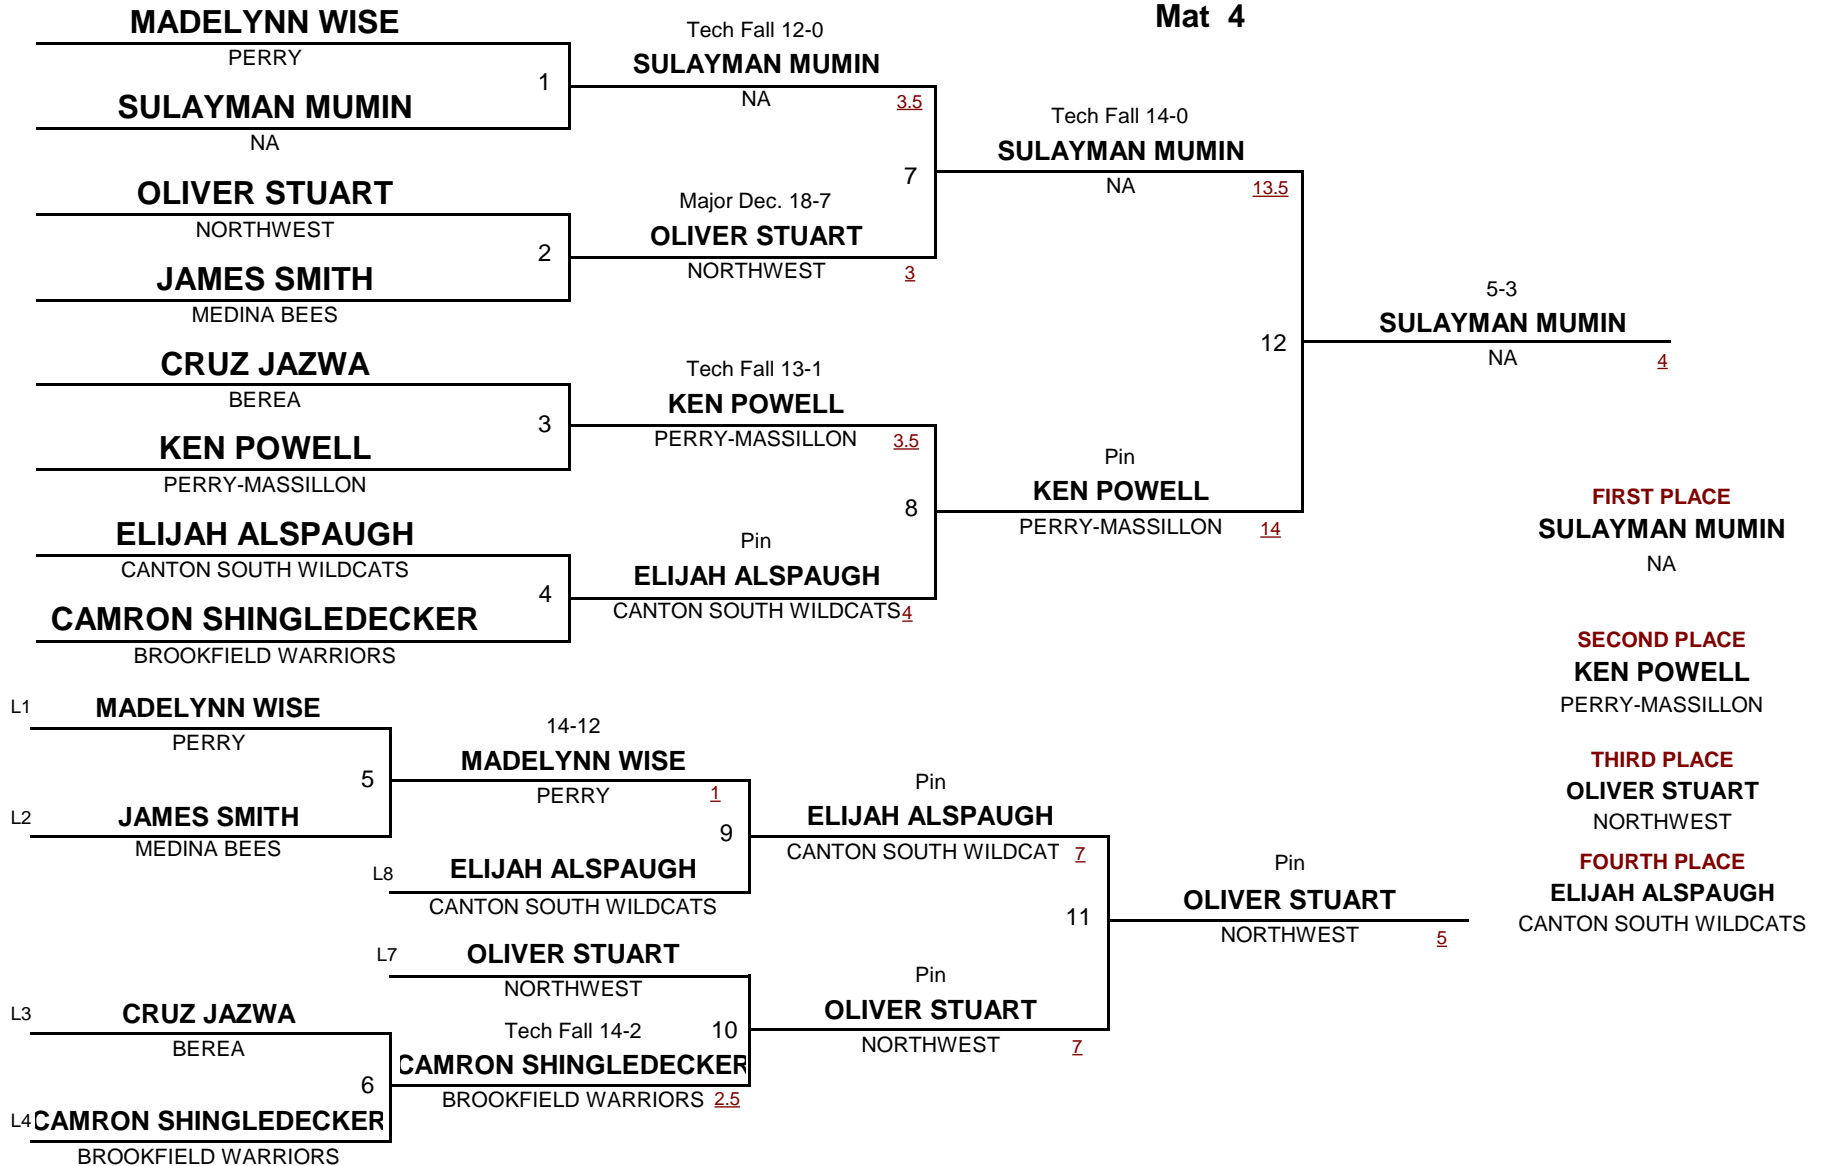 Mat 4
MADELYNN WISE
PERRY
1
SULAYMAN MUMIN
NA
Tech Fall 12-0
SULAYMAN MUMIN
NA
3.5
OLIVER STUART
NORTHWEST
2
JAMES SMITH
MEDINA BEES
7
Major Dec. 18-7
OLIVER STUART
NORTHWEST
3
Tech Fall 14-0
SULAYMAN MUMIN
NA
13.5
CRUZ JAZWA
BEREA
3
KEN POWELL
PERRY-MASSILLON
Tech Fall 13-1
KEN POWELL
PERRY-MASSILLON
3.5
ELIJAH ALSPAUGH
CANTON SOUTH WILDCATS
4
CAMRON SHINGLEDECKER
BROOKFIELD WARRIORS
8
Pin
ELIJAH ALSPAUGH
CANTON SOUTH WILDCATS
4
Pin
KEN POWELL
PERRY-MASSILLON
14
12
5-3
SULAYMAN MUMIN
NA
4
FIRST PLACE
SULAYMAN MUMIN
NA
SECOND PLACE
KEN POWELL
PERRY-MASSILLON
THIRD PLACE
OLIVER STUART
NORTHWEST
FOURTH PLACE
ELIJAH ALSPAUGH
CANTON SOUTH WILDCATS
L1
MADELYNN WISE
PERRY
5
L2
JAMES SMITH
MEDINA BEES
14-12
MADELYNN WISE
PERRY
1
9
L8
ELIJAH ALSPAUGH
CANTON SOUTH WILDCATS
Pin
ELIJAH ALSPAUGH
CANTON SOUTH WILDCAT
7
L7
OLIVER STUART
NORTHWEST
L3
CRUZ JAZWA
BEREA
6
L4
CAMRON SHINGLEDECKER
BROOKFIELD WARRIORS
Tech Fall 14-2
10
CAMRON SHINGLEDECKER
BROOKFIELD WARRIORS
2.5
Pin
OLIVER STUART
NORTHWEST
7
11
Pin
OLIVER STUART
NORTHWEST
5